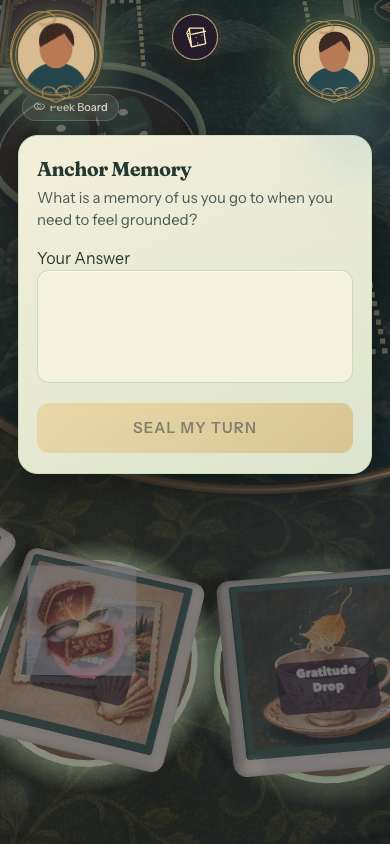 Peek Board
Anchor Memory
What is a memory of us you go to when you
need to feel grounded?
Your Answer
SEAL MY TURN
Gratitude
Drop